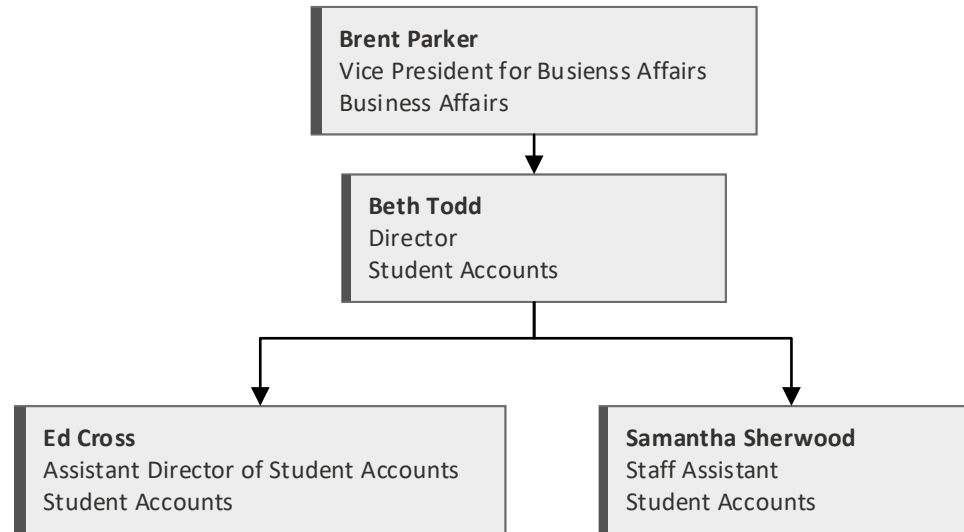 Brent Parker
Vice President for Busienss Affairs
Business Affairs
Beth Todd
Director
Student Accounts
Ed Cross
Assistant Director of Student Accounts
Student Accounts
Samantha Sherwood
Staff Assistant
Student Accounts